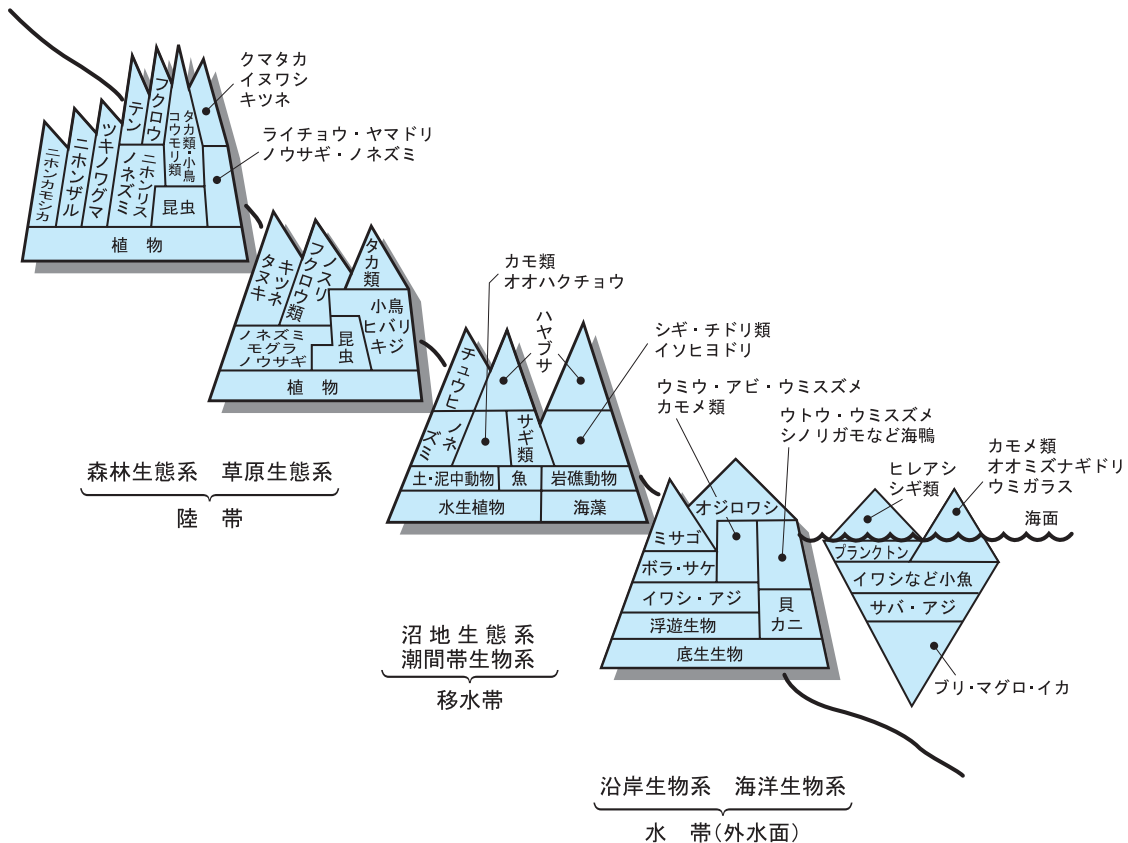 クマタカ
イヌワシ
キツネ
ライチョウ・ヤマドリ
ノウサギ・ノネズミ
ニホンカモシカ
ニホンザル
ツキノワグマ
テン
フクロウ
タカ類・小鳥
コウモリ類
ニホンリス
ノネズミ
昆虫
植　物
キツネ
タヌキ
ノスリ
フクロウ類
タカ類
小鳥
ヒバリ
キジ
ノネズミ
モグラ
ノウサギ
昆虫
植　物
森林生態系　草原生態系
陸　帯
カモ類
オオハクチョウ
ハヤブサ
シギ・チドリ類
イソヒヨドリ
チュウヒ
ノネズミ
サギ類
土・泥中動物
魚
岩礁動物
水生植物
海藻
沼地生態系
潮間帯生物系
移水帯
ウミウ・アビ・ウミスズメ
カモメ類
ウトウ・ウミスズメ
シノリガモなど海鴨
オジロワシ
ミサゴ
ボラ・サケ
イワシ・アジ
浮遊生物
貝
カニ
底生生物
ヒレアシ
シギ類
カモメ類
オオミズナギドリ
ウミガラス
海面
プランクトン
イワシなど小魚
サバ・アジ
ブリ・マグロ・イカ
沿岸生物系　海洋生物系
水　帯（外水面）